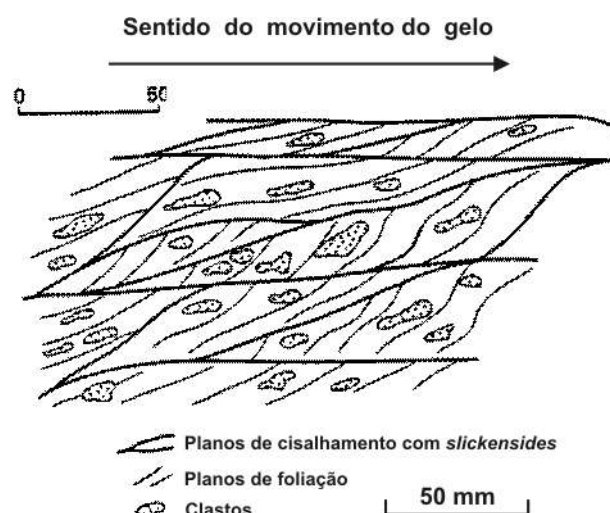 Sentido do movimento do gelo
0 50
Planos de cisalhamento com slickensides
Planos de foliação
Clastos
50 mm